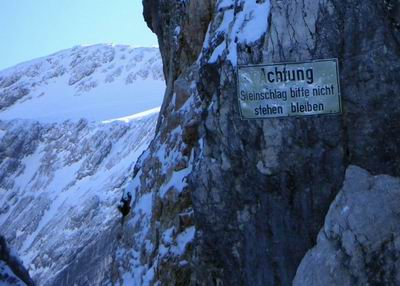 Achtung
Steinschlag bitte nicht
stehen bleiben